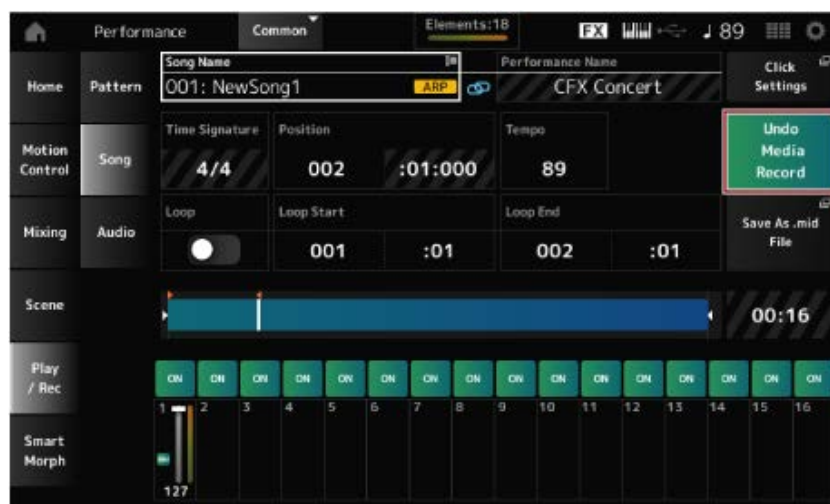 Performance
Common
Elements:18
FX
89
Home
Pattern
Song Name
001: NewSong1
ARP
Performance Name
CFX Concert
Click
Settings
Motion
Control
Song
Time Signature
4/4
Position
002
:01:000
Tempo
89
Undo
Media
Record
Mixing
Audio
Loop
Loop Start
001
:01
Loop End
002
:01
Save As .mid
File
Scene
00:16
Play
/ Rec
ON ON ON ON ON ON ON ON ON ON ON ON ON ON ON ON
1 2 3 4 5 6 7 8 9 10 11 12 13 14 15 16
Smart
Morph
127